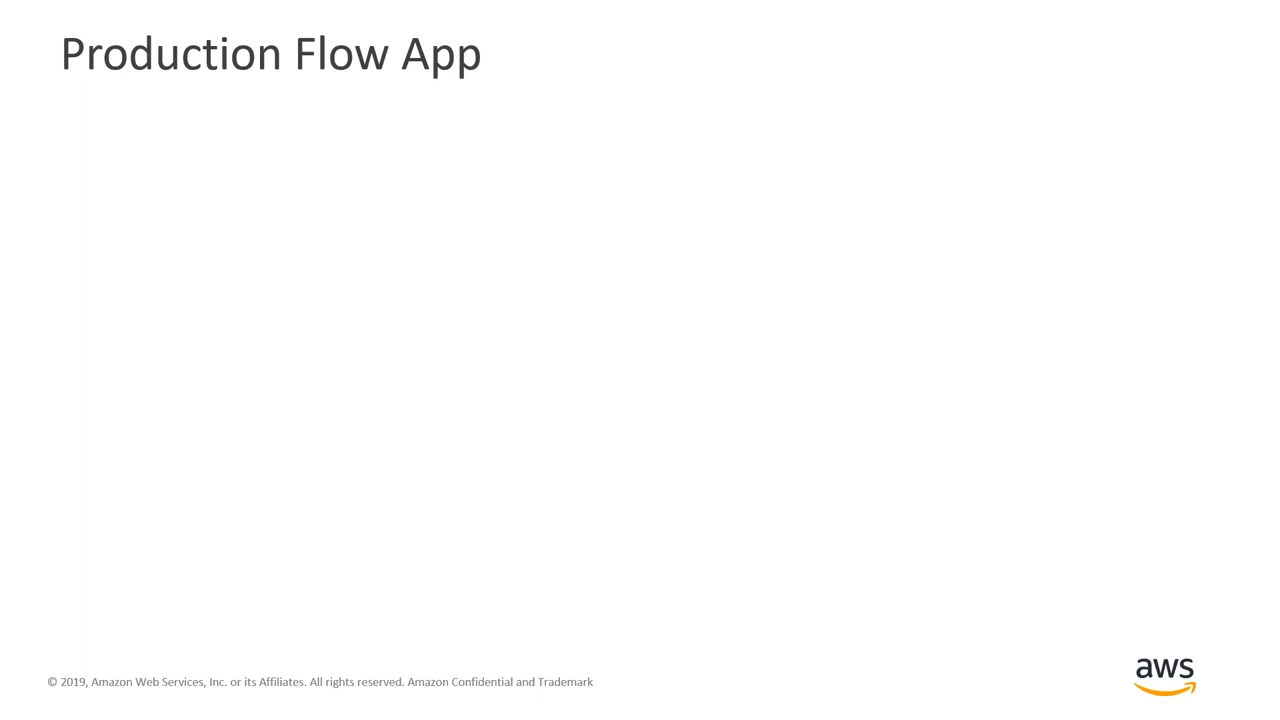 Production Flow App
© 2019, Amazon Web Services, Inc. or its Affiliates. All rights reserved. Amazon Confidential and Trademark
aws